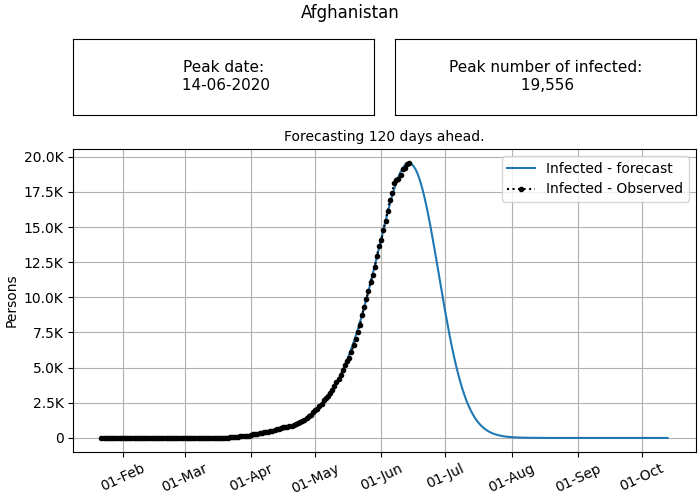 Afghanistan
Peak date:
14-06-2020
Peak number of infected:
19,556
Forecasting 120 days ahead.
Infected - forecast
Infected - Observed
Persons
20.0K
17.5K
15.0K
12.5K
10.0K
7.5K
5.0K
2.5K
0
01-Feb
01-Mar
01-Apr
01-May
01-Jun
01-Jul
01-Aug
01-Sep
01-Oct